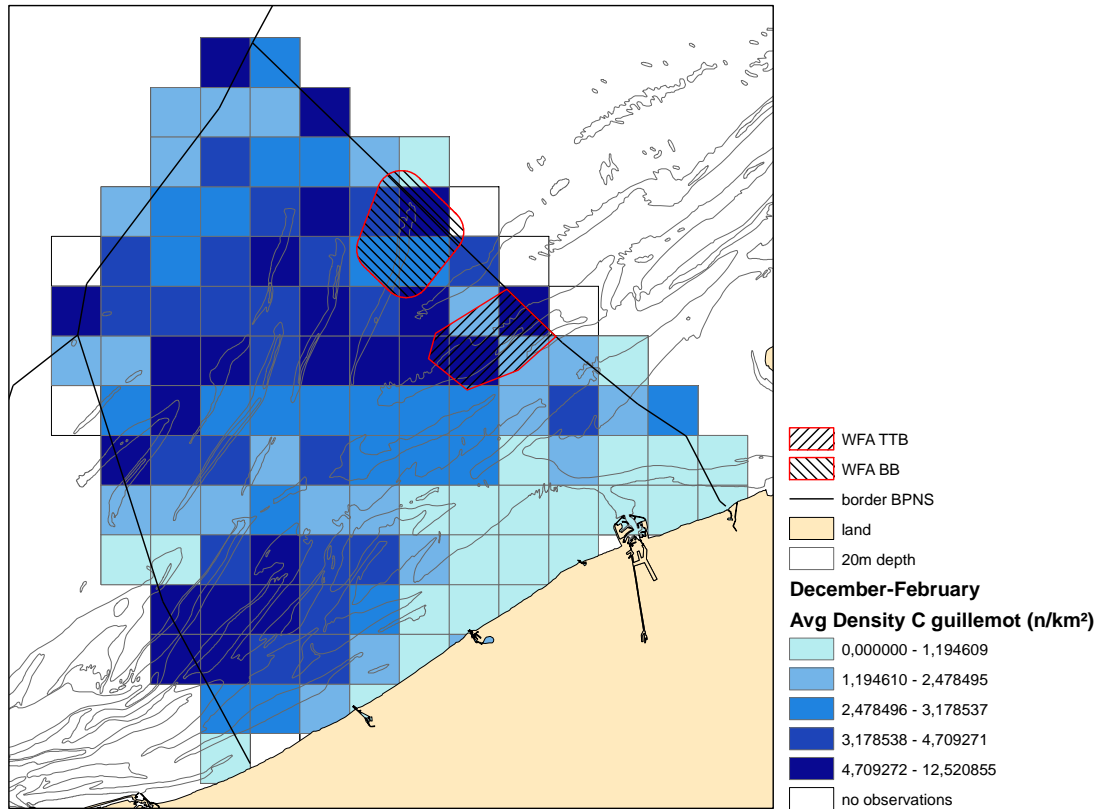 WFA TTB
WFA BB
border BPNS
land
20m depth
December-February
Avg Density C guillemot (n/km²)
0,000000 - 1,194609
1,194610 - 2,478495
2,478496 - 3,178537
3,178538 - 4,709271
4,709272 - 12,520855
no observations